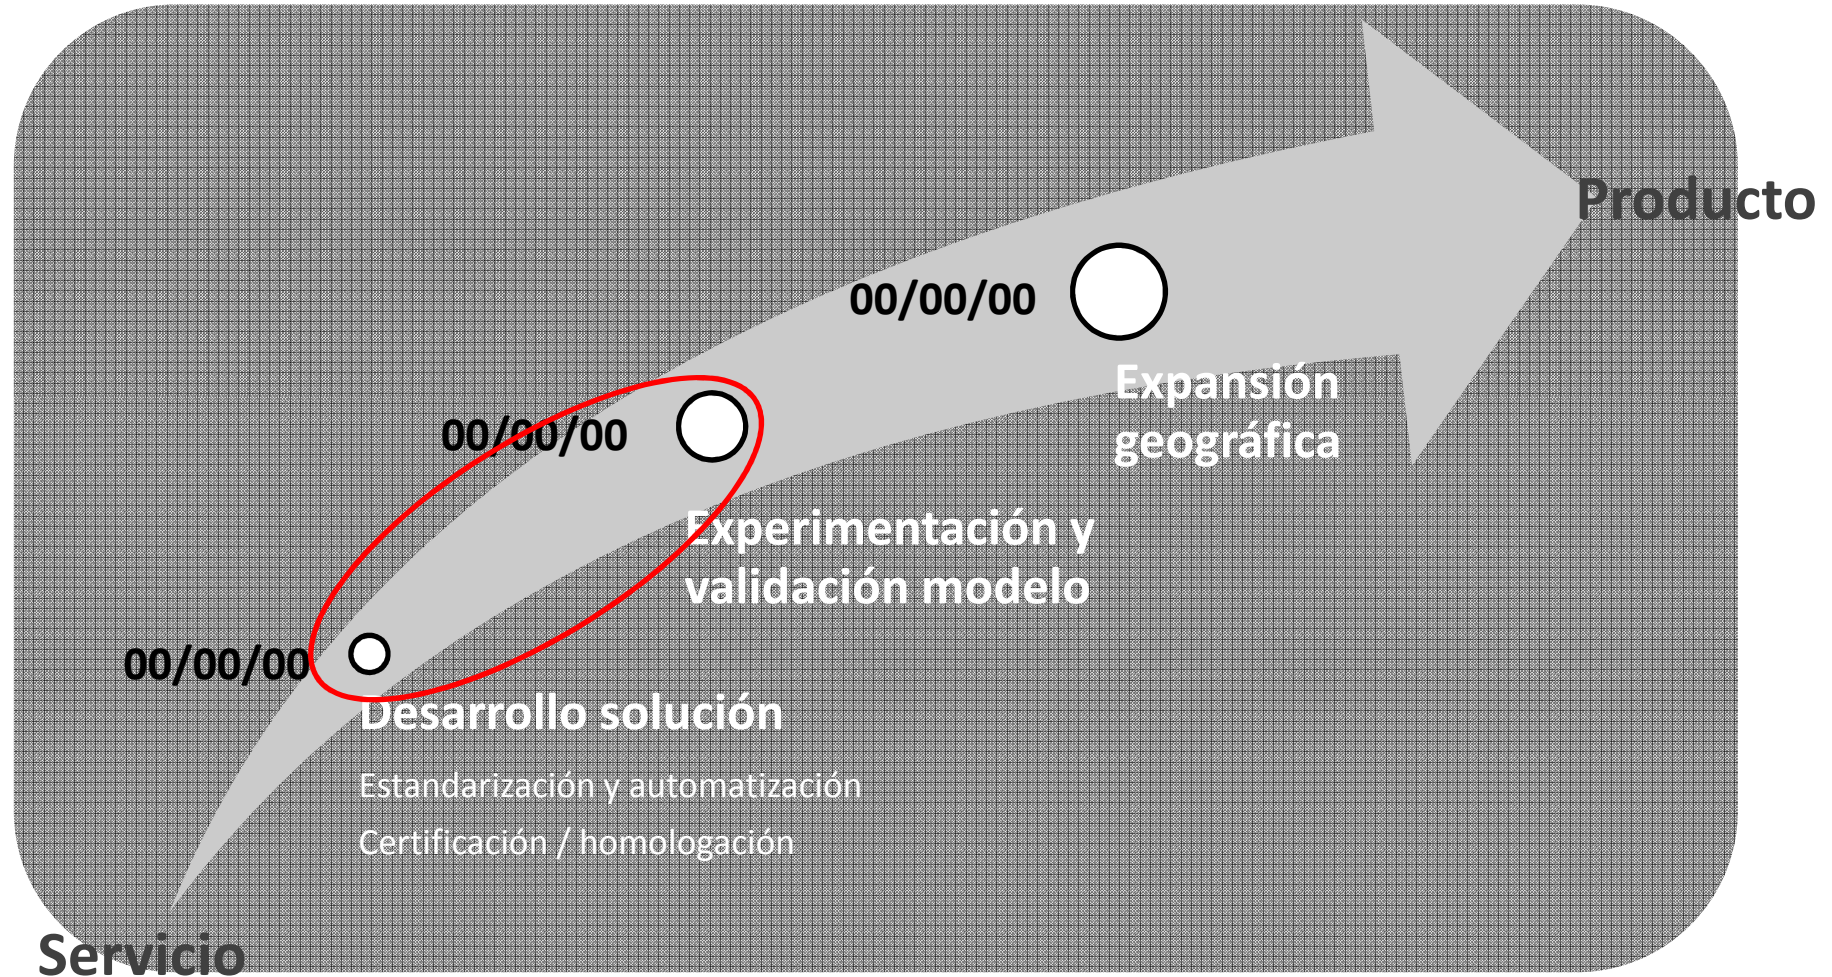 Producto
00/00/00
Expansión
geográfica
00/00/00
Experimentación y
validación modelo
00/00/00
Desarrollo solución
Estandarización y automatización
Certificación / homologación
Servicio